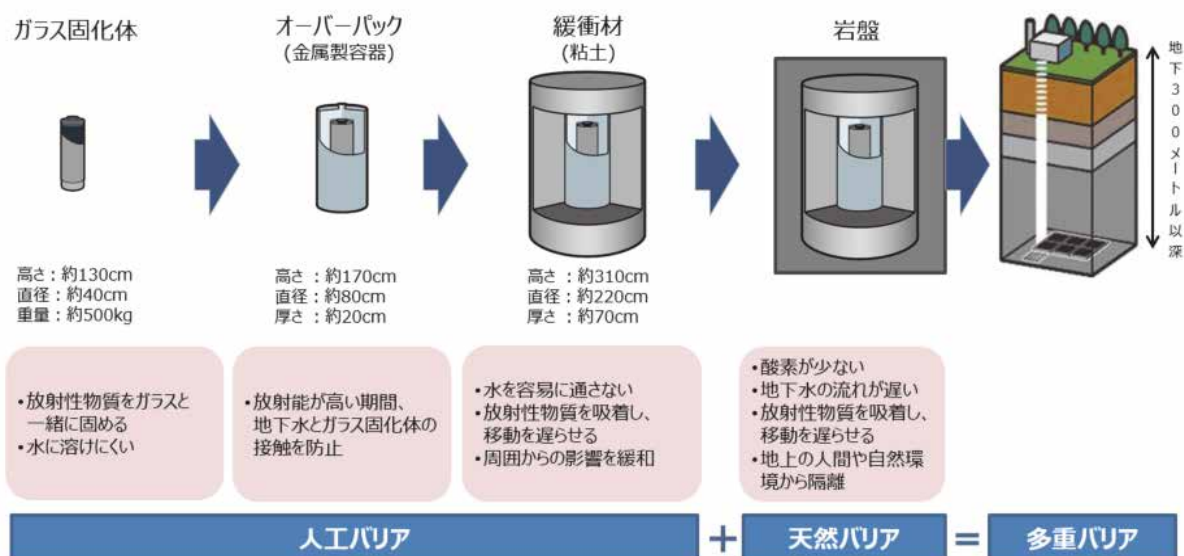 ガラス固化体
オーバーパック
(金属製容器)
緩衝材
(粘土)
岩盤
地下300メートル以深
高さ：約130cm
直径：約40cm
重量：約500kg
高さ：約170cm
直径：約80cm
厚さ：約20cm
高さ：約310cm
直径：約220cm
厚さ：約70cm
•放射性物質をガラスと
一緒に固める
•水に溶けにくい
•放射能が高い期間、
地下水とガラス固化体の
接触を防止
•水を容易に通さない
•放射性物質を吸着し、
移動を遅らせる
•周囲からの影響を緩和
•酸素が少ない
•地下水の流れが遅い
•放射性物質を吸着し、
移動を遅らせる
•地上の人間や自然環
境から隔離
人工バリア
+
天然バリア
=
多重バリア